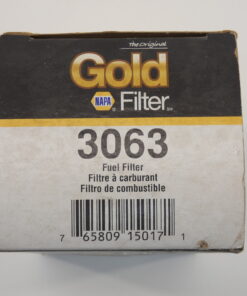 the Original
Gold
NAPA Filter
3063
Fuel Filter
Filtre à carburant
Filtro de combustible
7 65809 15017 1